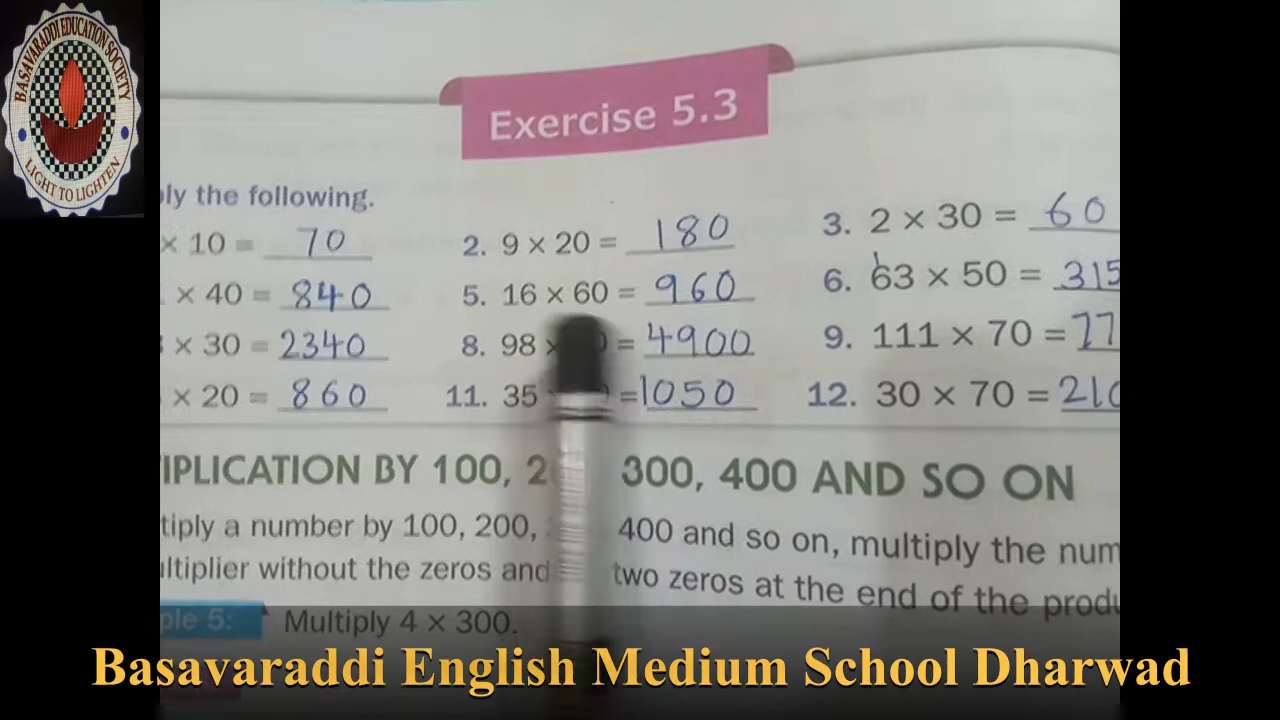 BASAVARADDI EDUCATION SOCIETY
LIGHT TO LIGHTEN
Exercise 5.3
ly the following.
× 10 = 70
2. 9 × 20 = 180
3. 2 × 30 = 60
× 40 = 840
5. 16 × 60 = 960
6. 63 × 50 = 315
× 30 = 2340
8. 98 × 0 = 4900
9. 111 × 70 = 77
× 20 = 860
11. 35 0 = 1050
12. 30 × 70 = 210
IPLICATION BY 100, 2 300, 400 AND SO ON
tiply a number by 100, 200, 400 and so on, multiply the num
ultiplier without the zeros and two zeros at the end of the produ
ple 5: Multiply 4 × 300.
Basavaraddi English Medium School Dharwad